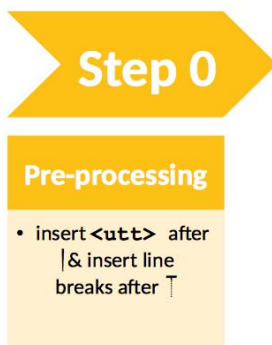 Step 0
Pre-processing
• insert <utt> after
།& insert line
breaks after ༑